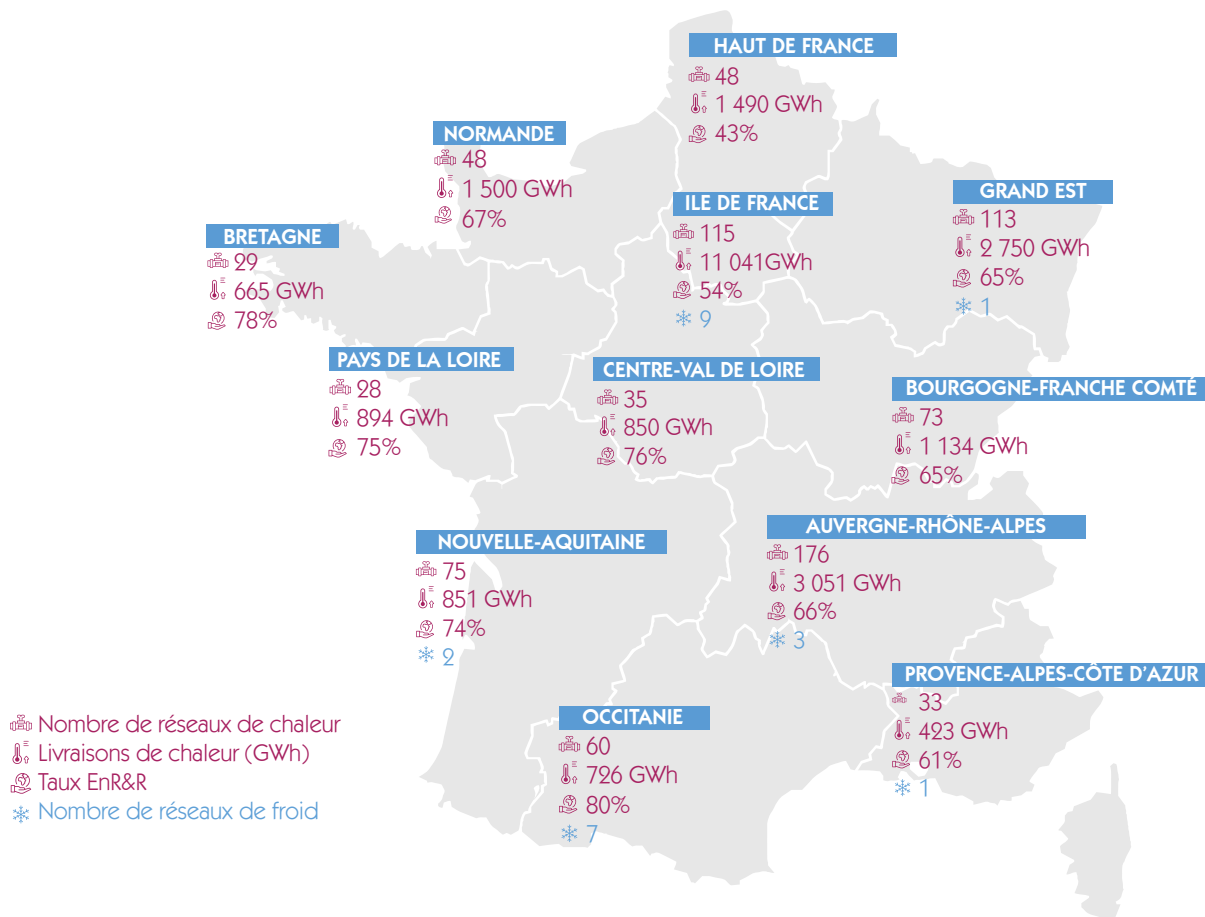 HAUT DE FRANCE
48
1 490 GWh
43%
NORMANDE
48
1 500 GWh
67%
ILE DE FRANCE
115
11 041GWh
54%
9
GRAND EST
113
2 750 GWh
65%
1
BRETAGNE
29
665 GWh
78%
PAYS DE LA LOIRE
28
894 GWh
75%
CENTRE-VAL DE LOIRE
35
850 GWh
76%
BOURGOGNE-FRANCHE COMTÉ
73
1 134 GWh
65%
NOUVELLE-AQUITAINE
75
851 GWh
74%
2
AUVERGNE-RHÔNE-ALPES
176
3 051 GWh
66%
3
PROVENCE-ALPES-CÔTE D'AZUR
33
423 GWh
61%
1
OCCITANIE
60
726 GWh
80%
7
Nombre de réseaux de chaleur
Livraisons de chaleur (GWh)
Taux EnR&R
Nombre de réseaux de froid